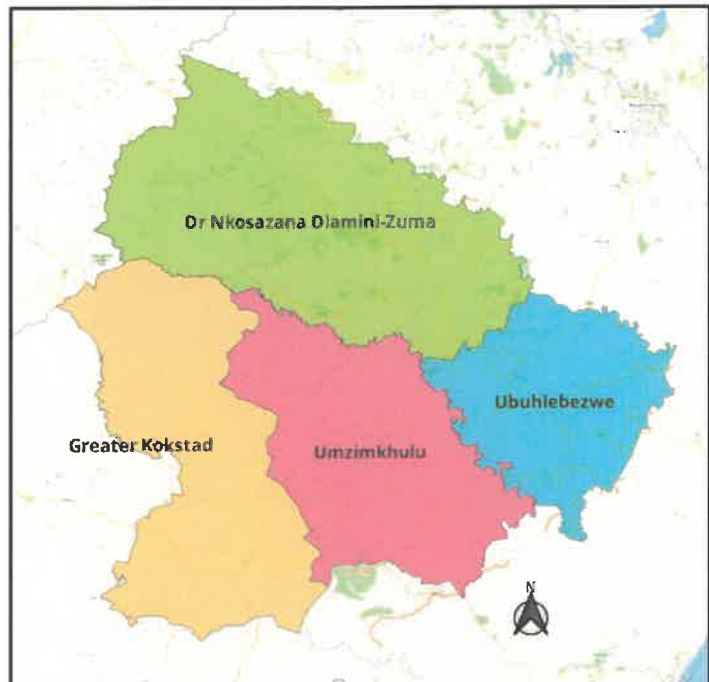 Dr Nkosazana Dlamini-Zuma
Ubuhlebezwe
Greater Kokstad
Umzimkhulu
N